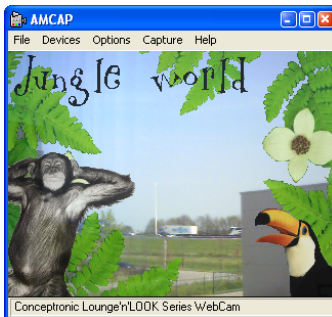 AMCAP
File Devices Options Capture Help
Jungle world
Conceptronic Lounge'n'LOOK Series WebCam